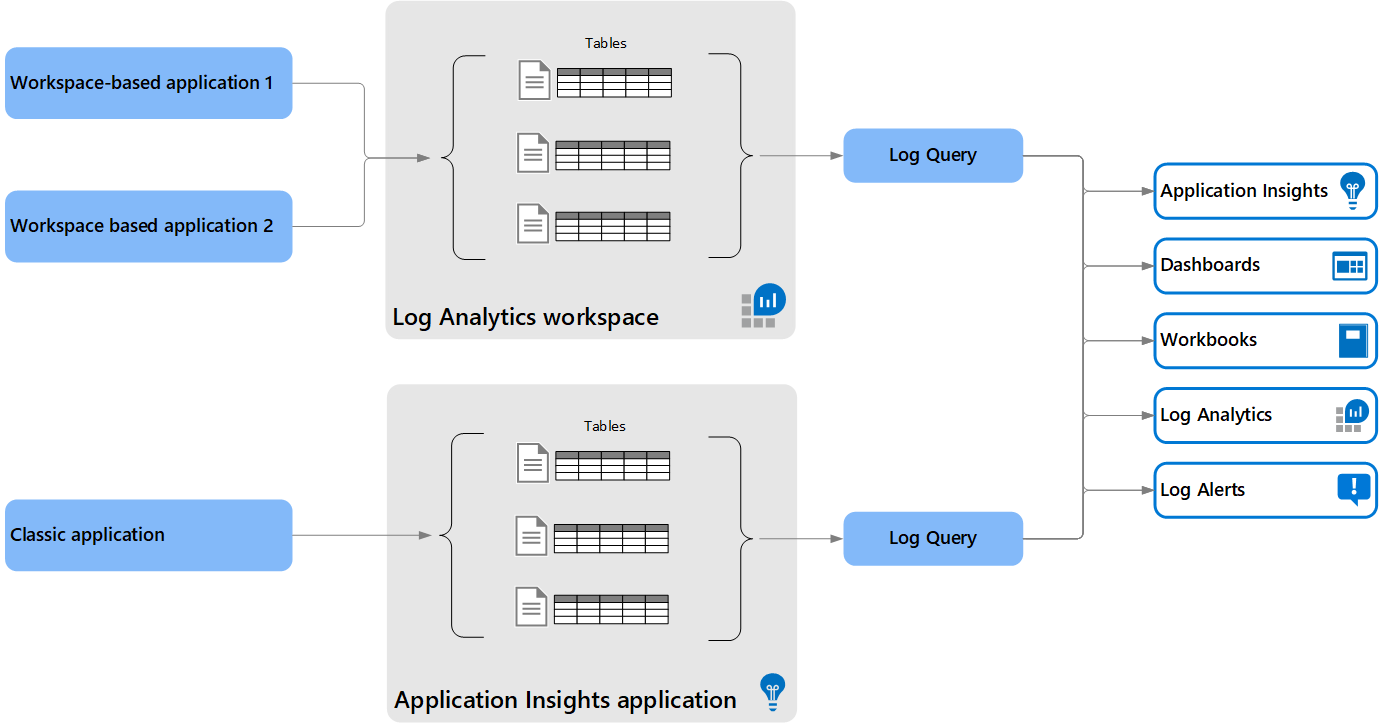 Workspace-based application 1
Workspace based application 2
Tables
Log Analytics workspace
Log Query
Classic application
Tables
Application Insights application
Log Query
Application Insights
Dashboards
Workbooks
Log Analytics
Log Alerts